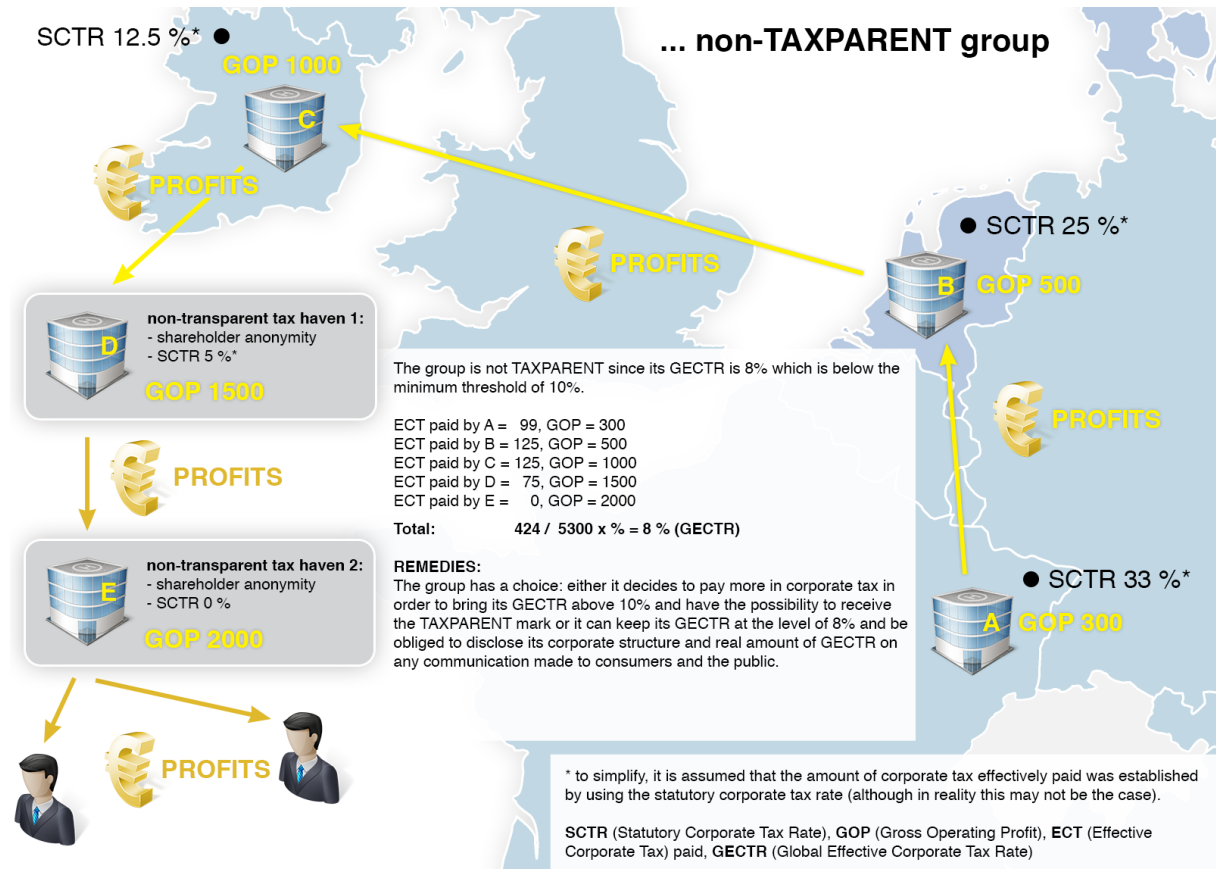 ... non-TAXPARENT group
SCTR 12.5 %* ●
GOP 1000
C
€ PROFITS
€ PROFITS
● SCTR 25 %*
B
GOP 500
€ PROFITS
● SCTR 33 %*
A
GOP 300
D
non-transparent tax haven 1:
- shareholder anonymity
- SCTR 5 %*
GOP 1500
€ PROFITS
E
non-transparent tax haven 2:
- shareholder anonymity
- SCTR 0 %
GOP 2000
€ PROFITS
The group is not TAXPARENT since its GECTR is 8% which is below the
minimum threshold of 10%.
ECT paid by A = 99, GOP = 300
ECT paid by B = 125, GOP = 500
ECT paid by C = 125, GOP = 1000
ECT paid by D = 75, GOP = 1500
ECT paid by E = 0, GOP = 2000
Total: 424 / 5300 x % = 8 % (GECTR)
REMEDIES:
The group has a choice: either it decides to pay more in corporate tax in
order to bring its GECTR above 10% and have the possibility to receive
the TAXPARENT mark or it can keep its GECTR at the level of 8% and be
obliged to disclose its corporate structure and real amount of GECTR on
any communication made to consumers and the public.
* to simplify, it is assumed that the amount of corporate tax effectively paid was established
by using the statutory corporate tax rate (although in reality this may not be the case).
SCTR (Statutory Corporate Tax Rate), GOP (Gross Operating Profit), ECT (Effective
Corporate Tax) paid, GECTR (Global Effective Corporate Tax Rate)